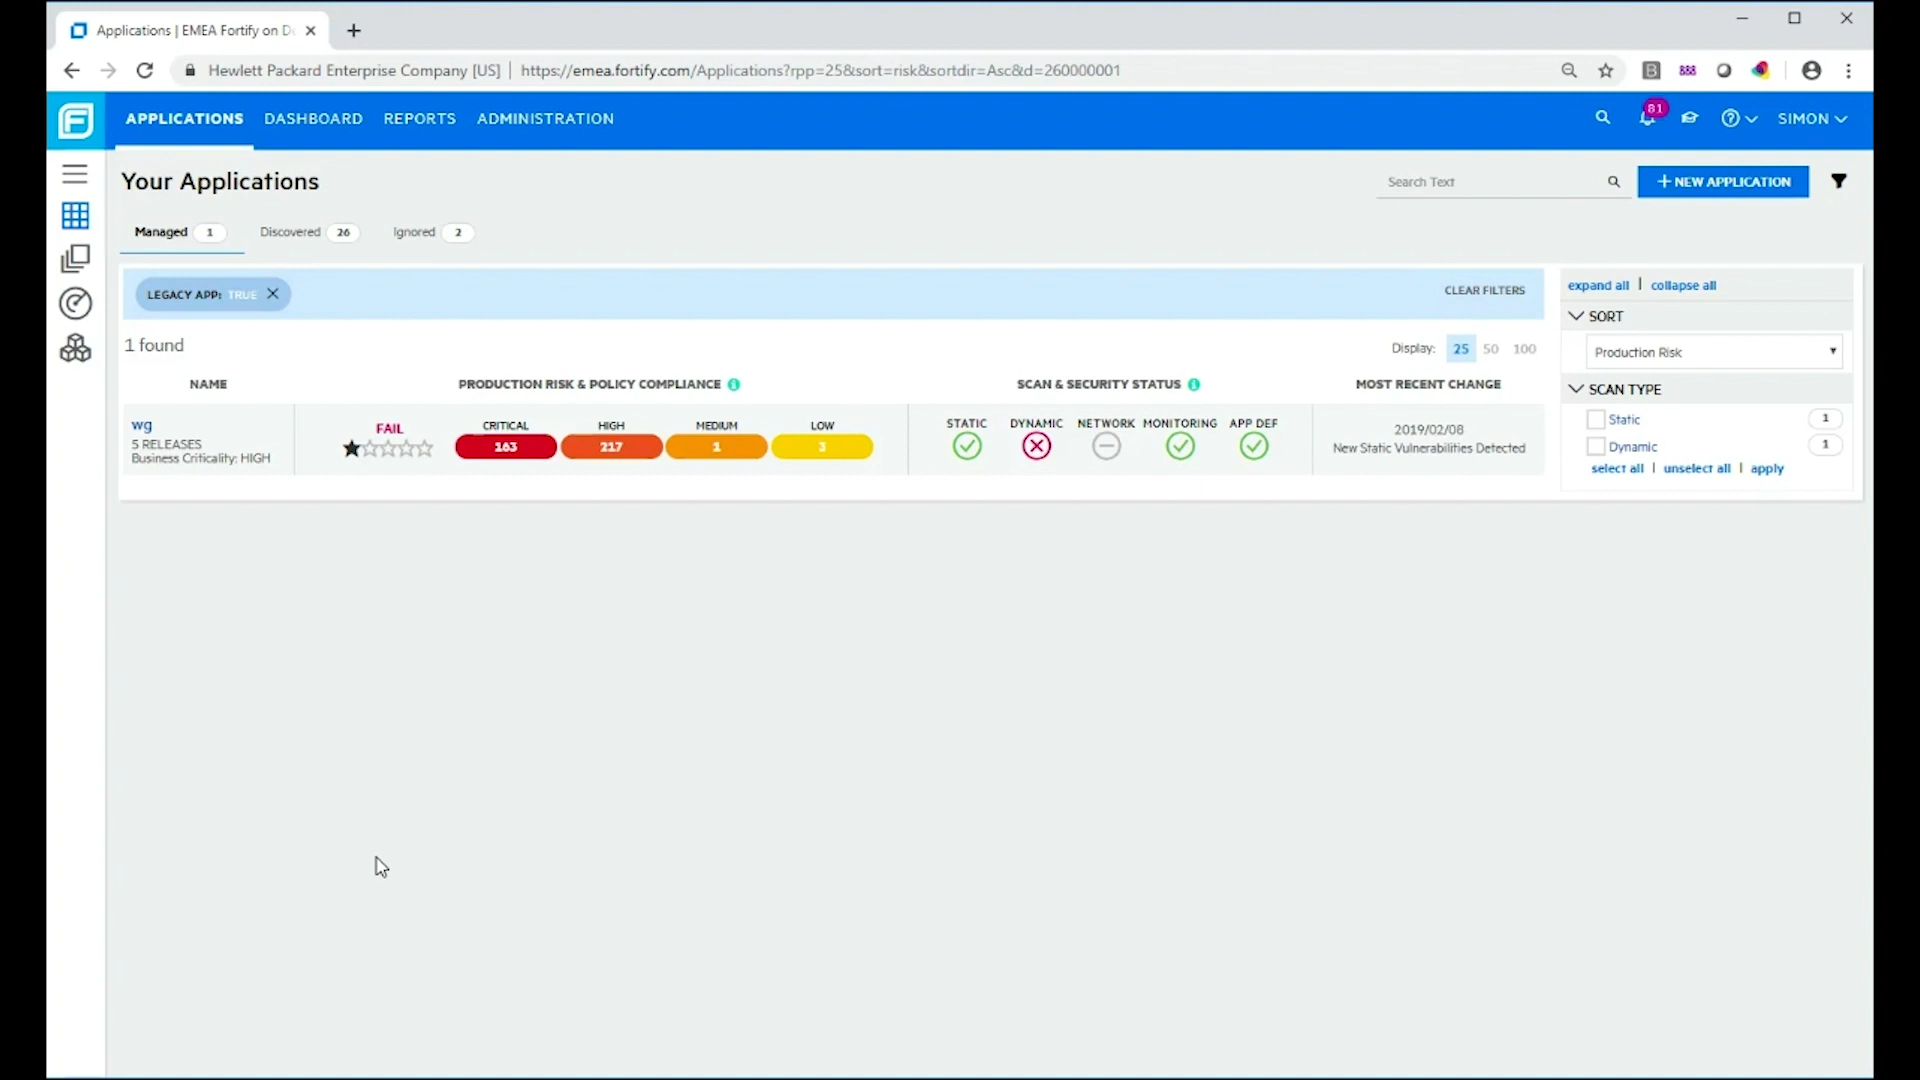 Applications | EMEA Fortify on D
Hewlett Packard Enterprise Company [US] | https://emea.fortify.com/Applications?rpp=25&sort=risk&sortdir=Asc&d=260000001
APPLICATIONS DASHBOARD REPORTS ADMINISTRATION
81
SIMON
Your Applications
Search Text
+ NEW APPLICATION
Managed 1 Discovered 26 Ignored 2
LEGACY APP: TRUE
CLEAR FILTERS
expand all | collapse all
SORT
1 found
Display: 25 50 100
Production Risk
NAME PRODUCTION RISK & POLICY COMPLIANCE SCAN & SECURITY STATUS MOST RECENT CHANGE
SCAN TYPE
wg
5 RELEASES
Business Criticality: HIGH
FAIL
CRITICAL HIGH MEDIUM LOW
163 217 1 3
STATIC DYNAMIC NETWORK MONITORING APP DEF
2019/02/08
New Static Vulnerabilities Detected
Static 1
Dynamic 1
select all | unselect all | apply